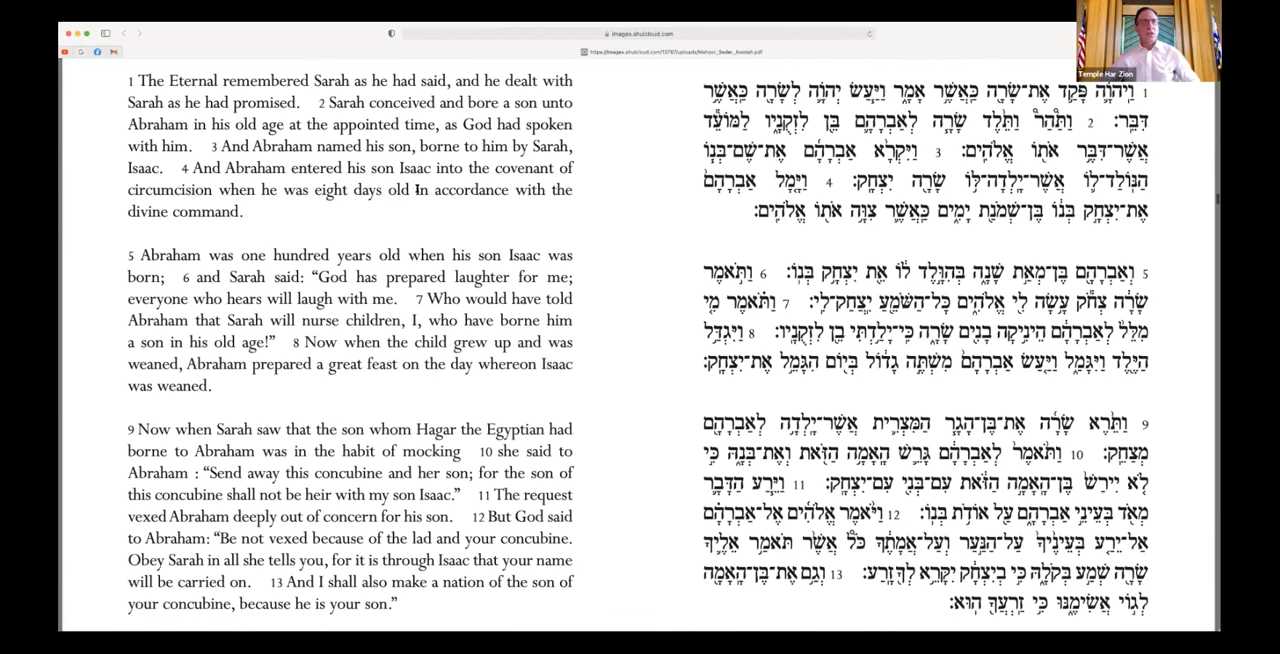 images.shulcloud.com
https://images.shulcloud.com/13787/uploads/Mahzor_Seder_Avodah.pdf
Temple Har Zion
1 The Eternal remembered Sarah as he had said, and he dealt with
Sarah as he had promised. 2 Sarah conceived and bore a son unto
Abraham in his old age at the appointed time, as God had spoken
with him. 3 And Abraham named his son, borne to him by Sarah,
Isaac. 4 And Abraham entered his son Isaac into the covenant of
circumcision when he was eight days old in accordance with the
divine command.
5 Abraham was one hundred years old when his son Isaac was
born; 6 and Sarah said: “God has prepared laughter for me;
everyone who hears will laugh with me. 7 Who would have told
Abraham that Sarah will nurse children, I, who have borne him
a son in his old age!” 8 Now when the child grew up and was
weaned, Abraham prepared a great feast on the day whereon Isaac
was weaned.
9 Now when Sarah saw that the son whom Hagar the Egyptian had
borne to Abraham was in the habit of mocking 10 she said to
Abraham : “Send away this concubine and her son; for the son of
this concubine shall not be heir with my son Isaac.” 11 The request
vexed Abraham deeply out of concern for his son. 12 But God said
to Abraham: “Be not vexed because of the lad and your concubine.
Obey Sarah in all she tells you, for it is through Isaac that your name
will be carried on. 13 And I shall also make a nation of the son of
your concubine, because he is your son.”
1 וַֽיהוָ֛ה פָּקַ֥ד אֶת־שָׂרָ֖ה כַּאֲשֶׁ֣ר אָמָ֑ר וַיַּ֧עַשׂ יְהוָ֛ה לְשָׂרָ֖ה כַּאֲשֶׁ֥ר
דִּבֵּֽר׃ 2 וַתַּהַר֩ וַתֵּ֨לֶד שָׂרָ֧ה לְאַבְרָהָ֛ם בֵּ֖ן לִזְקֻנָ֑יו לַמּוֹעֵ֕ד
אֲשֶׁר־דִּבֶּ֥ר אֹת֖וֹ אֱלֹהִֽים׃ 3 וַיִּקְרָ֨א אַבְרָהָ֜ם אֶֽת־שֶׁם־בְּנ֧וֹ
הַנּֽוֹלַד־ל֛וֹ אֲשֶׁר־יָלְדָה־לּ֥וֹ שָׂרָ֖ה יִצְחָֽק׃ 4 וַיָּ֤מָל אַבְרָהָם֙
אֶת־יִצְחָ֣ק בְּנ֔וֹ בֶּן־שְׁמֹנַ֖ת יָמִ֑ים כַּאֲשֶׁ֛ר צִוָּ֥ה אֹת֖וֹ אֱלֹהִֽים׃
5 וְאַבְרָהָ֖ם בֶּן־מְאַ֣ת שָׁנָ֑ה בְּהִוָּ֣לֶד ל֔וֹ אֵ֖ת יִצְחָ֥ק בְּנֽוֹ׃ 6 וַתֹּ֣אמֶר
שָׂרָ֔ה צְחֹ֕ק עָ֥שָׂה לִ֖י אֱלֹהִ֑ים כָּל־הַשֹּׁמֵ֖עַ יִֽצְחַק־לִֽי׃ 7 וַתֹּ֗אמֶר מִ֤י
מִלֵּל֙ לְאַבְרָהָ֔ם הֵינִ֥יקָה בָנִ֖ים שָׂרָ֑ה כִּֽי־יָלַ֥דְתִּי בֵ֖ן לִזְקֻנָֽיו׃ 8 וַיִּגְדַּ֥ל
הַיֶּ֖לֶד וַיִּגָּמַ֑ל וַיַּ֤עַשׂ אַבְרָהָם֙ מִשְׁתֶּ֣ה גָד֔וֹל בְּי֖וֹם הִגָּמֵ֥ל אֶת־יִצְחָֽק׃
9 וַתֵּ֨רֶא שָׂרָ֜ה אֶֽת־בֶּן־הָגָ֧ר הַמִּצְרִ֛ית אֲשֶׁר־יָלְדָ֥ה לְאַבְרָהָ֖ם
מְצַחֵֽק׃ 10 וַתֹּ֙אמֶר֙ לְאַבְרָהָ֔ם גָּרֵ֛שׁ הָאָמָ֥ה הַזֹּ֖את וְאֶת־בְּנָ֑הּ כִּ֣י
לֹ֤א יִירַשׁ֙ בֶּן־הָאָמָ֣ה הַזֹּ֔את עִם־בְּנִ֖י עִם־יִצְחָֽק׃ 11 וַיֵּ֧רַע הַדָּבָ֛ר
מְאֹ֖ד בְּעֵינֵ֣י אַבְרָהָ֑ם עַ֖ל אוֹדֹ֥ת בְּנֽוֹ׃ 12 וַיֹּ֨אמֶר אֱלֹהִ֜ים אֶל־אַבְרָהָ֗ם
אַל־יֵרַ֤ע בְּעֵינֶ֙יךָ֙ עַל־הַנַּ֣עַר וְעַל־אֲמָתֶ֔ךָ כֹּל֩ אֲשֶׁ֨ר תֹּאמַ֥ר אֵלֶ֛יךָ
שָׂרָ֖ה שְׁמַ֣ע בְּקֹלָ֑הּ כִּ֣י בְיִצְחָ֔ק יִקָּרֵ֥א לְךָ֖ זָֽרַע׃ 13 וְגַ֥ם אֶת־בֶּן־הָאָמָ֖ה
לְג֣וֹי אֲשִׂימֶ֑נּוּ כִּ֥י זַרְעֲךָ֖ הֽוּא׃